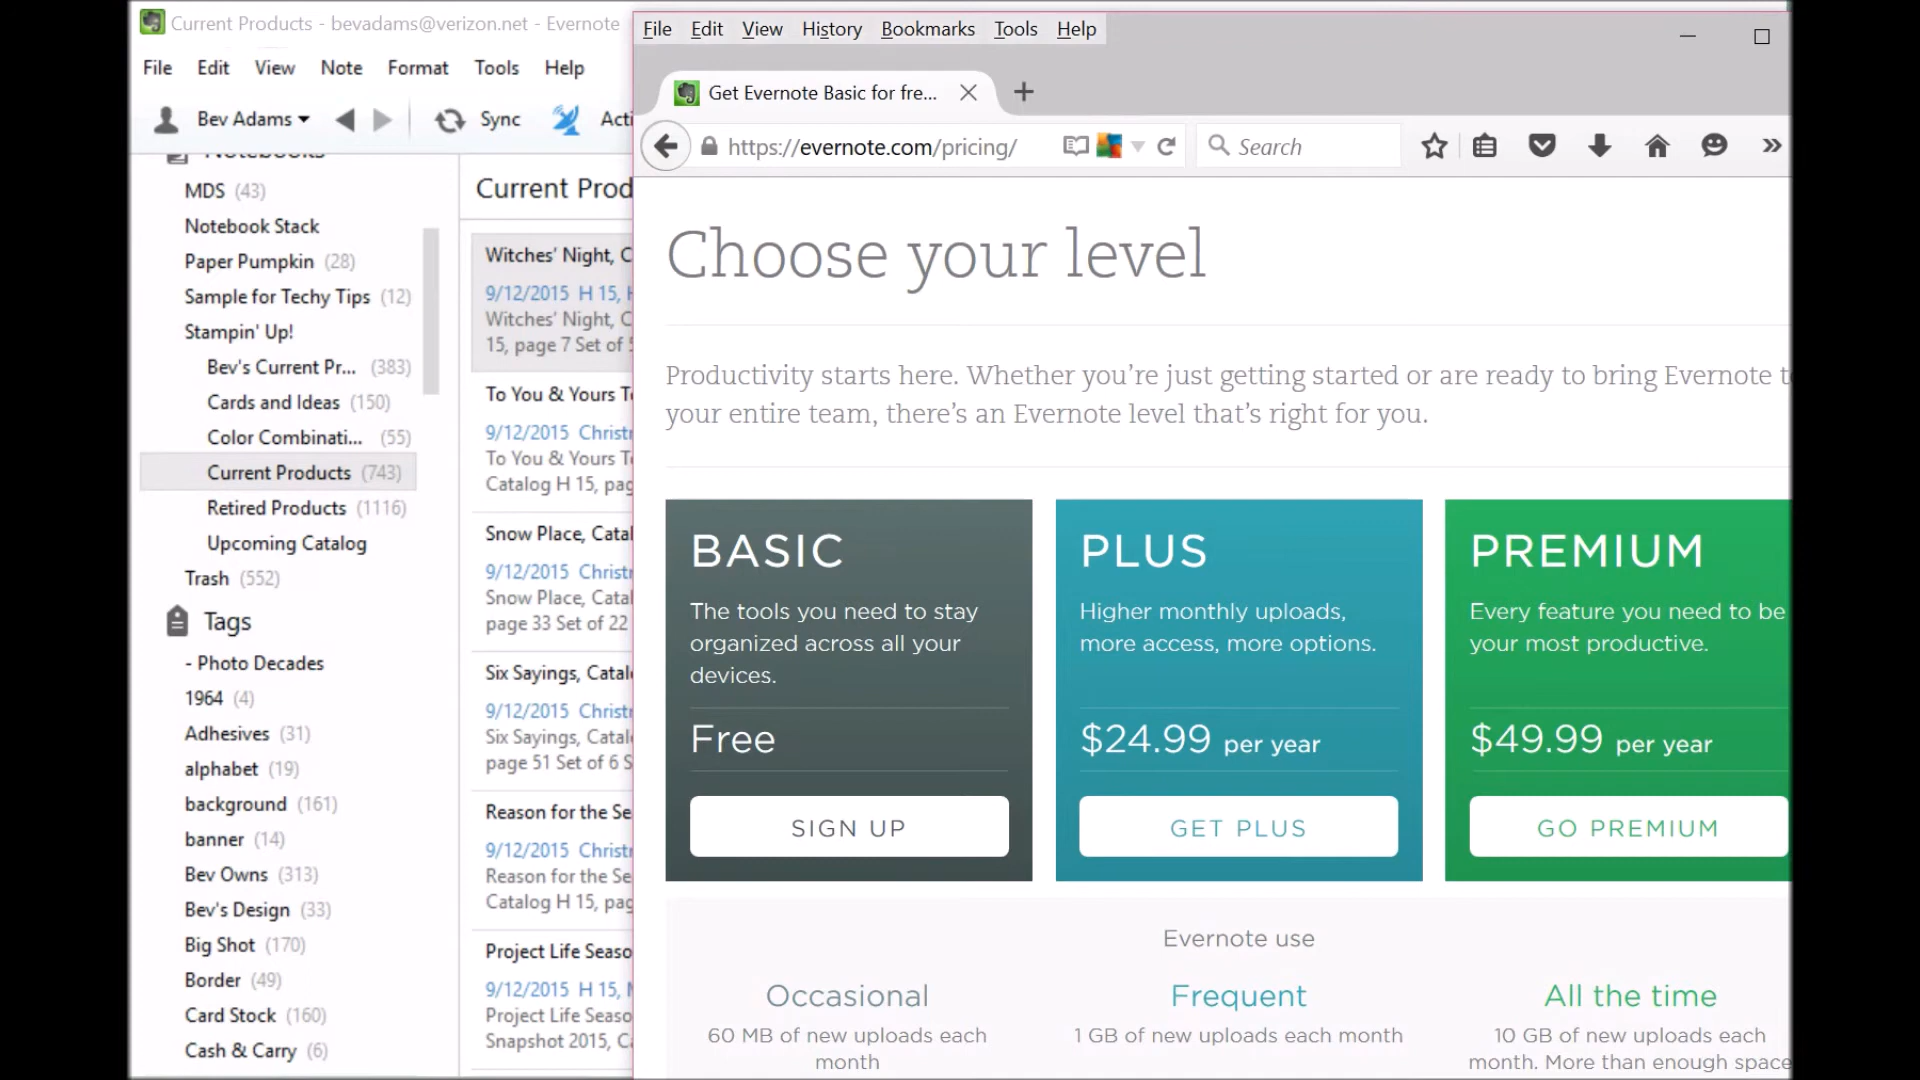 Current Products - bevadams@verizon.net - Evernote
File Edit View Note Format Tools Help
Bev Adams Sync
Notebooks
MDS (43)
Notebook Stack
Paper Pumpkin (28)
Sample for Techy Tips (12)
Stampin' Up!
Bev's Current Pr... (383)
Cards and Ideas (150)
Color Combinati... (55)
Current Products (743)
Retired Products (1116)
Upcoming Catalog
Trash (552)
Tags
- Photo Decades
1964 (4)
Adhesives (31)
alphabet (19)
background (161)
banner (14)
Bev Owns (313)
Bev's Design (33)
Big Shot (170)
Border (49)
Card Stock (160)
Cash & Carry (6)
Current Prod
Witches' Night, C
9/12/2015 H 15,
Witches' Night, C
15, page 7 Set of
To You & Yours
9/12/2015 Christ
To You & Yours
Catalog H 15, pag
Snow Place, Catal
9/12/2015 Christ
Snow Place, Catal
page 33 Set of 22
Six Sayings, Catal
9/12/2015 Christ
Six Sayings, Catal
page 51 Set of 6 S
Reason for the Se
9/12/2015 Christ
Reason for the Se
Catalog H 15, pag
Project Life Seaso
9/12/2015 H 15,
Project Life Seaso
Snapshot 2015, C
File Edit View History Bookmarks Tools Help
Get Evernote Basic for fre...
https://evernote.com/pricing/ Search
Choose your level
Productivity starts here. Whether you're just getting started or are ready to bring Evernote t
your entire team, there's an Evernote level that's right for you.
BASIC
The tools you need to stay
organized across all your
devices.
Free
SIGN UP
PLUS
Higher monthly uploads,
more access, more options.
$24.99 per year
GET PLUS
PREMIUM
Every feature you need to be
your most productive.
$49.99 per year
GO PREMIUM
Evernote use
Occasional
60 MB of new uploads each
month
Frequent
1 GB of new uploads each month
All the time
10 GB of new uploads each
month. More than enough space